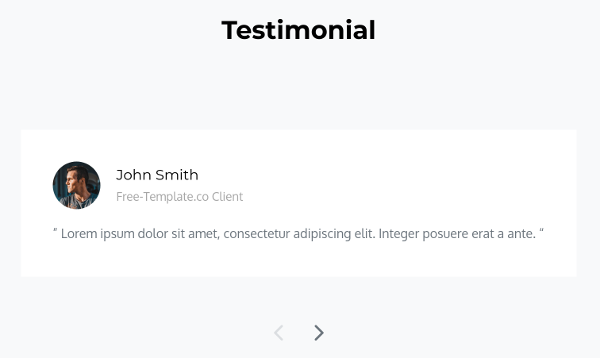 Testimonial
John Smith
Free-Template.co Client
" Lorem ipsum dolor sit amet, consectetur adipiscing elit. Integer posuere erat a ante. "